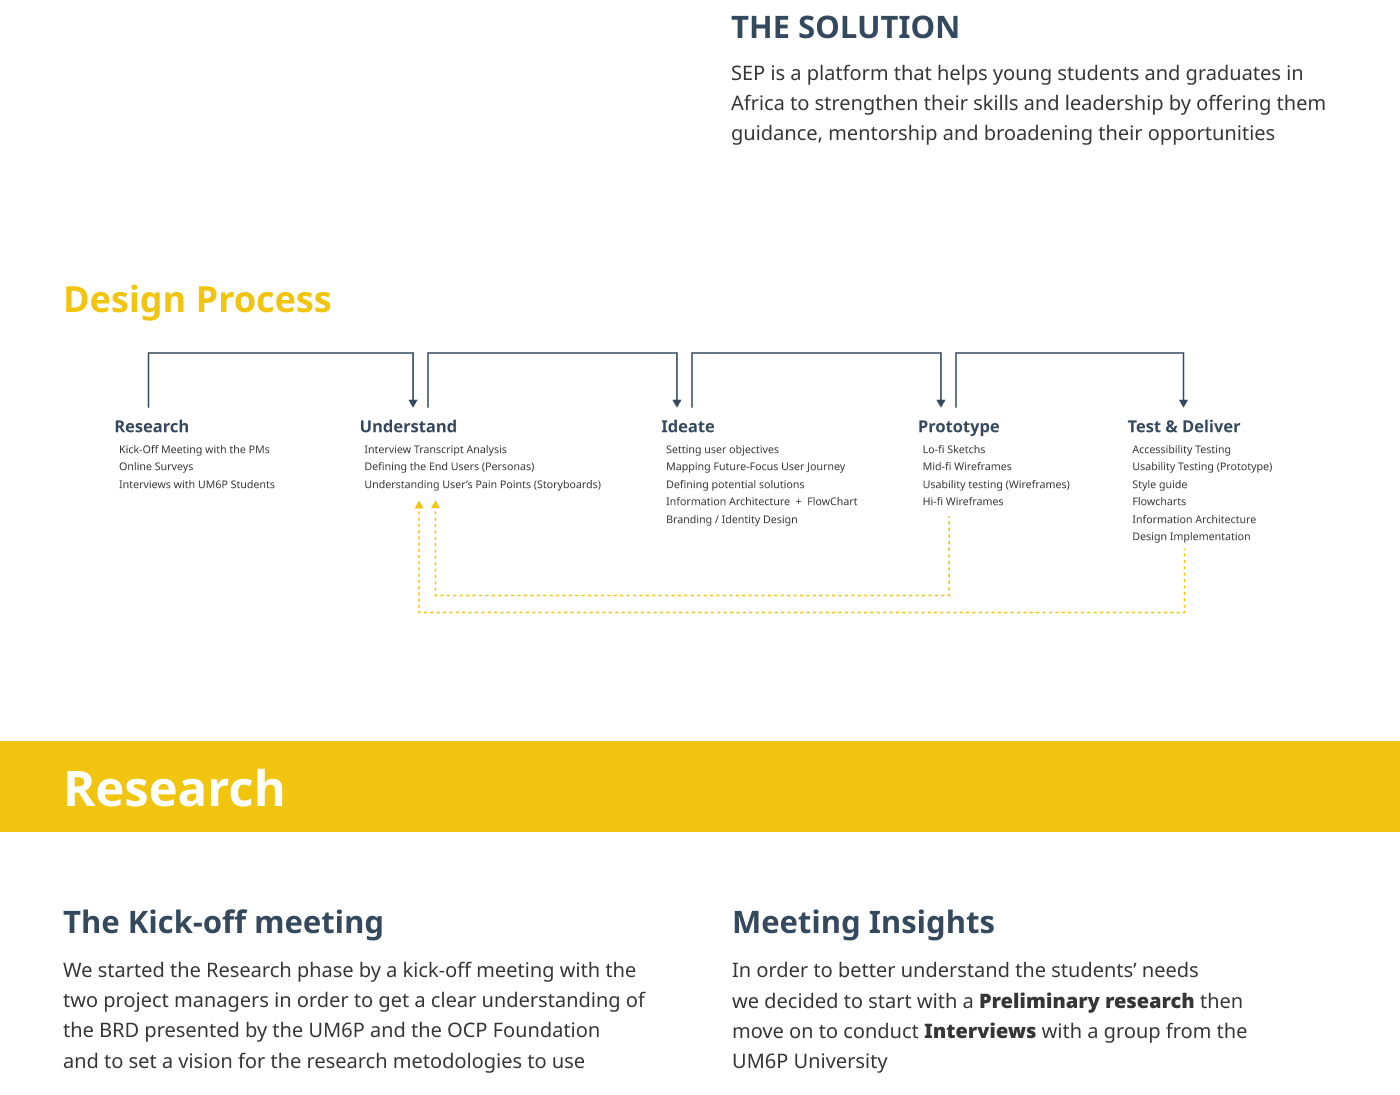 THE SOLUTION
SEP is a platform that helps young students and graduates in
Africa to strengthen their skills and leadership by offering them
guidance, mentorship and broadening their opportunities
Design Process
Research
Kick-Off Meeting with the PMs
Online Surveys
Interviews with UM6P Students
Understand
Interview Transcript Analysis
Defining the End Users (Personas)
Understanding User’s Pain Points (Storyboards)
Ideate
Setting user objectives
Mapping Future-Focus User Journey
Defining potential solutions
Information Architecture + FlowChart
Branding / Identity Design
Prototype
Lo-fi Sketchs
Mid-fi Wireframes
Usability testing (Wireframes)
Hi-fi Wireframes
Test & Deliver
Accessibility Testing
Usability Testing (Prototype)
Style guide
Flowcharts
Information Architecture
Design Implementation
Research
The Kick-off meeting
We started the Research phase by a kick-off meeting with the
two project managers in order to get a clear understanding of
the BRD presented by the UM6P and the OCP Foundation
and to set a vision for the research metodologies to use
Meeting Insights
In order to better understand the students’ needs
we decided to start with a Preliminary research then
move on to conduct Interviews with a group from the
UM6P University